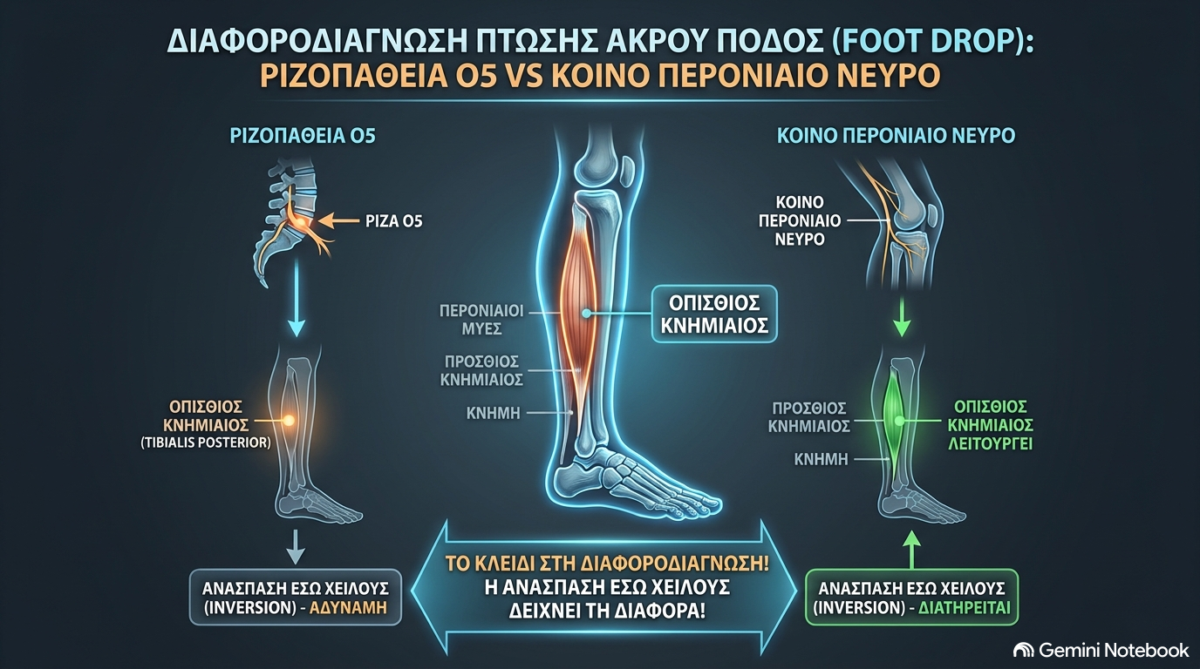 ΔΙΑΦΟΡΟΔΙΑΓΝΩΣΗ ΠΤΩΣΗΣ ΑΚΡΟΥ ΠΟΔΟΣ (FOOT DROP):
ΡΙΖΟΠΑΘΕΙΑ Ο5 VS ΚΟΙΝΟ ΠΕΡΟΝΙΑΙΟ ΝΕΥΡΟ
ΡΙΖΟΠΑΘΕΙΑ Ο5
ΡΙΖΑ Ο5
ΟΠΙΣΘΙΟΣ
ΚΝΗΜΙΑΙΟΣ
(TIBIALIS POSTERIOR)
ΑΝΑΣΠΑΣΗ ΕΣΩ ΧΕΙΛΟΥΣ
(INVERSION) - ΑΔΥΝΑΜΗ
ΠΕΡΟΝΙΑΙΟΙ
ΜΥΕΣ
ΠΡΟΣΘΙΟΣ
ΚΝΗΜΙΑΙΟΣ
ΚΝΗΜΗ
ΟΠΙΣΘΙΟΣ
ΚΝΗΜΙΑΙΟΣ
ΤΟ ΚΛΕΙΔΙ ΣΤΗ ΔΙΑΦΟΡΟΔΙΑΓΝΩΣΗ!
Η ΑΝΑΣΠΑΣΗ ΕΣΩ ΧΕΙΛΟΥΣ
ΔΕΙΧΝΕΙ ΤΗ ΔΙΑΦΟΡΑ!
ΚΟΙΝΟ ΠΕΡΟΝΙΑΙΟ ΝΕΥΡΟ
ΚΟΙΝΟ
ΠΕΡΟΝΙΑΙΟ
ΝΕΥΡΟ
ΠΡΟΣΘΙΟΣ
ΚΝΗΜΙΑΙΟΣ
ΚΝΗΜΗ
ΟΠΙΣΘΙΟΣ
ΚΝΗΜΙΑΙΟΣ
ΛΕΙΤΟΥΡΓΕΙ
ΑΝΑΣΠΑΣΗ ΕΣΩ ΧΕΙΛΟΥΣ
(INVERSION) - ΔΙΑΤΗΡΕΙΤΑΙ
Gemini Notebook